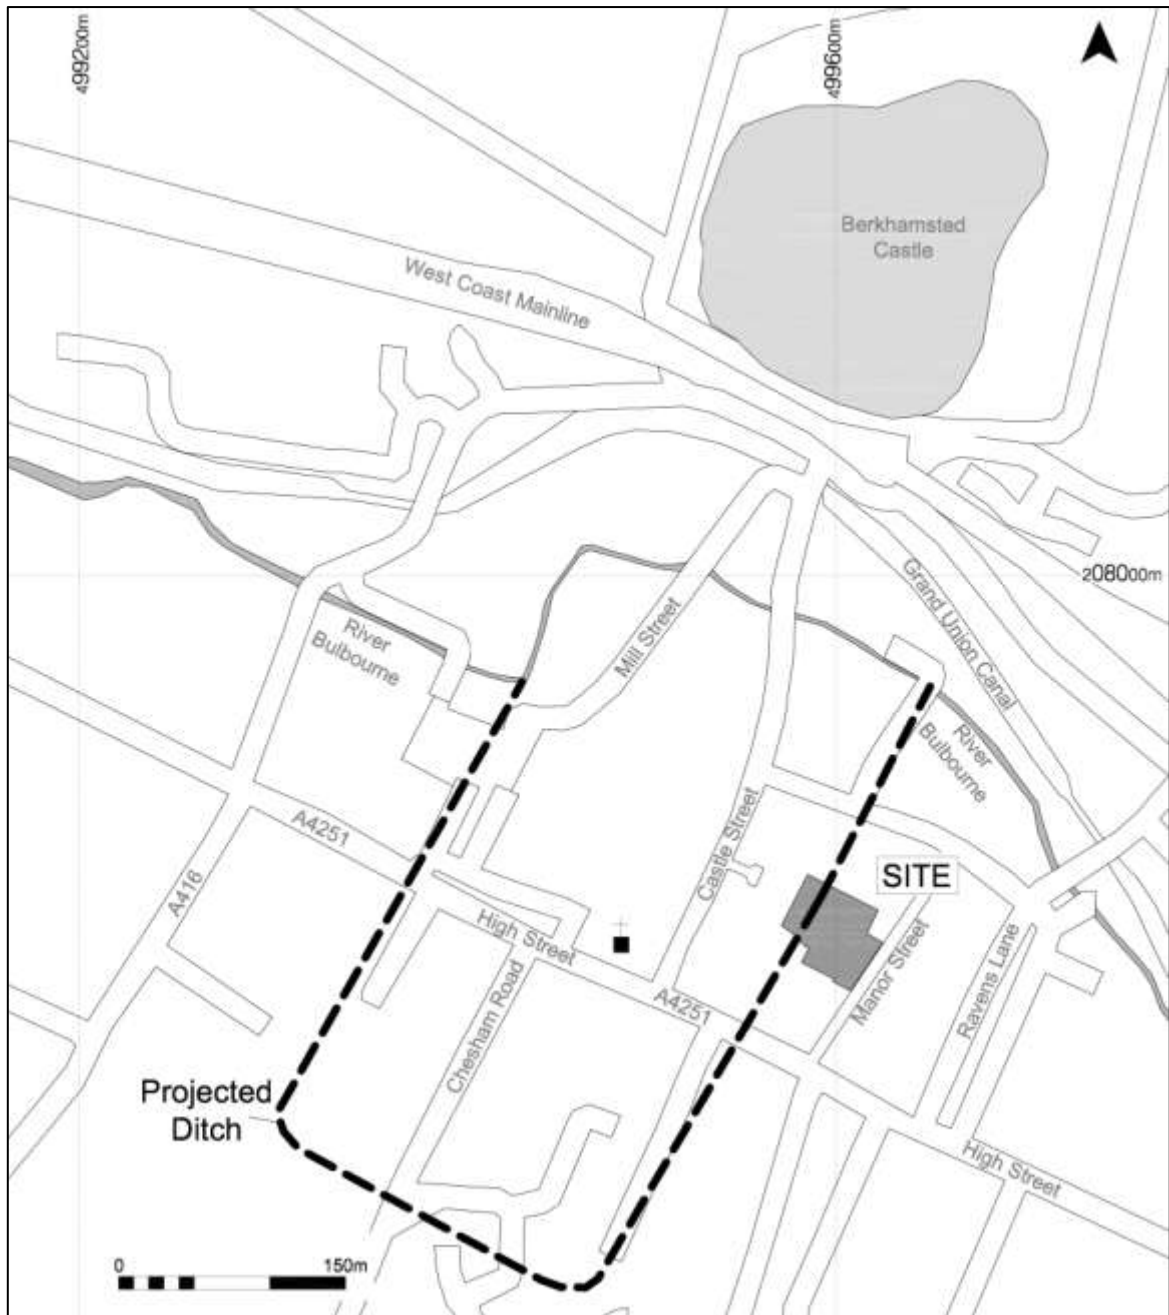 499200m
499600m
Berkhamsted
Castle
West Coast Mainline
208000m
Grand Union Canal
River
Bulbourne
Mill Street
River
Bulbourne
A4251
Castle Street
SITE
A416
High Street
Manor Street
Ravens Lane
A4251
Chesham Road
Projected
Ditch
High Street
0
150m